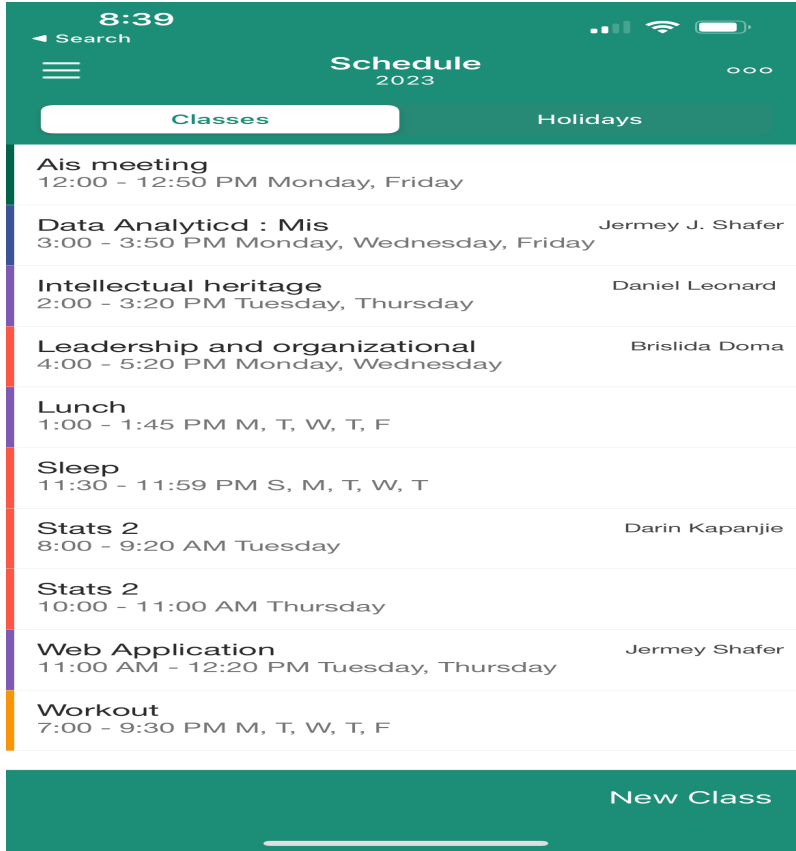 8:39
◄ Search
Schedule
2023
Classes
Holidays
Ais meeting
12:00 - 12:50 PM Monday, Friday
Data Analyticd : Mis
Jermey J. Shafer
3:00 - 3:50 PM Monday, Wednesday, Friday
Intellectual heritage
Daniel Leonard
2:00 - 3:20 PM Tuesday, Thursday
Leadership and organizational
Brislida Doma
4:00 - 5:20 PM Monday, Wednesday
Lunch
1:00 - 1:45 PM M, T, W, T, F
Sleep
11:30 - 11:59 PM S, M, T, W, T
Stats 2
Darin Kapanjie
8:00 - 9:20 AM Tuesday
Stats 2
10:00 - 11:00 AM Thursday
Web Application
Jermey Shafer
11:00 AM - 12:20 PM Tuesday, Thursday
Workout
7:00 - 9:30 PM M, T, W, T, F
New Class